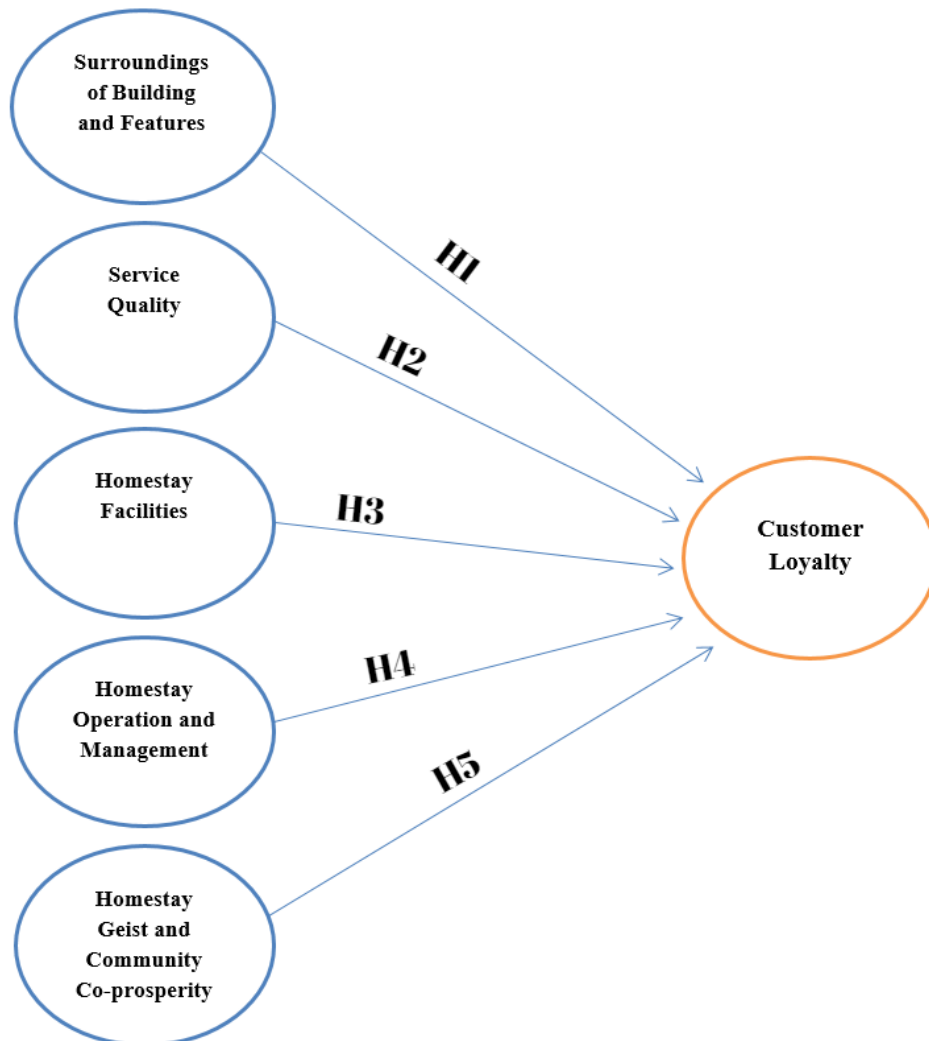 Surroundings
of Building
and Features
H1
Service
Quality
H2
Homestay
Facilities
H3
Customer
Loyalty
Homestay
Operation and
Management
H4
H5
Homestay
Geist and
Community
Co-prosperity